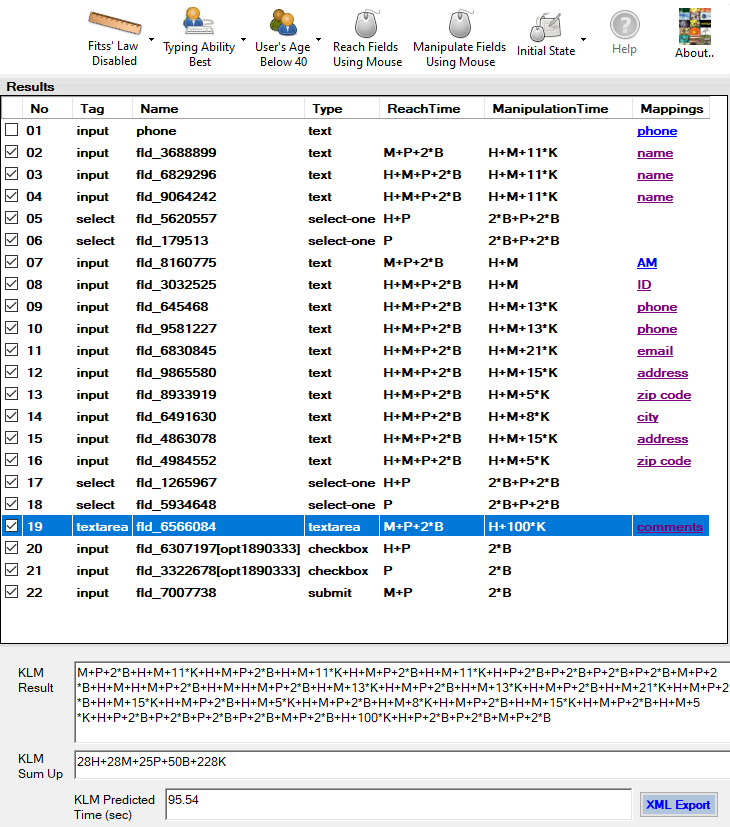 Fitss' Law Disabled
Typing Ability Best
User's Age Below 40
Reach Fields Using Mouse
Manipulate Fields Using Mouse
Initial State
Help
About..
Results
No Tag Name Type ReachTime ManipulationTime Mappings
01 input phone text phone
02 input fld_3688899 text M+P+2*B H+M+11*K name
03 input fld_6829296 text H+M+P+2*B H+M+11*K name
04 input fld_9064242 text H+M+P+2*B H+M+11*K name
05 select fld_5620557 select-one H+P 2*B+P+2*B
06 select fld_179513 select-one P 2*B+P+2*B
07 input fld_8160775 text M+P+2*B H+M AM
08 input fld_3032525 text H+M+P+2*B H+M ID
09 input fld_645468 text H+M+P+2*B H+M+13*K phone
10 input fld_9581227 text H+M+P+2*B H+M+13*K phone
11 input fld_6830845 text H+M+P+2*B H+M+21*K email
12 input fld_9865580 text H+M+P+2*B H+M+15*K address
13 input fld_8933919 text H+M+P+2*B H+M+5*K zip code
14 input fld_6491630 text H+M+P+2*B H+M+8*K city
15 input fld_4863078 text H+M+P+2*B H+M+15*K address
16 input fld_4984552 text H+M+P+2*B H+M+5*K zip code
17 select fld_1265967 select-one H+P 2*B+P+2*B
18 select fld_5934648 select-one P 2*B+P+2*B
19 textarea fld_6566084 textarea M+P+2*B H+100*K comments
20 input fld_6307197[opt1890333] checkbox H+P 2*B
21 input fld_3322678[opt1890333] checkbox P 2*B
22 input fld_7007738 submit M+P 2*B
KLM Result
M+P+2*B+H+M+11*K+H+M+P+2*B+H+M+11*K+H+M+P+2*B+H+M+11*K+H+P+2*B+P+2*B+P+2*B+P+2*B+M+P+2
*B+H+M+H+M+P+2*B+H+M+H+M+P+2*B+H+M+13*K+H+M+P+2*B+H+M+13*K+H+M+P+2*B+H+M+21*K+H+M+P+2
*B+H+M+15*K+H+M+P+2*B+H+M+5*K+H+M+P+2*B+H+M+8*K+H+M+P+2*B+H+M+15*K+H+M+P+2*B+H+M+5
*K+H+P+2*B+P+2*B+P+2*B+P+2*B+M+P+2*B+H+100*K+H+P+2*B+P+2*B+M+P+2*B
KLM Sum Up
28H+28M+25P+50B+228K
KLM Predicted Time (sec)
95.54
XML Export